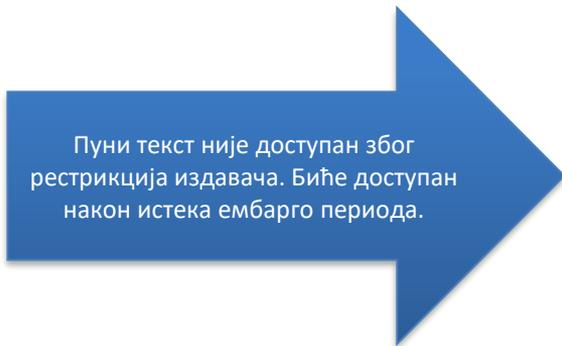 Пуни текст није доступан због
рестрикција издавача. Биће доступан
након истека ембарго периода.